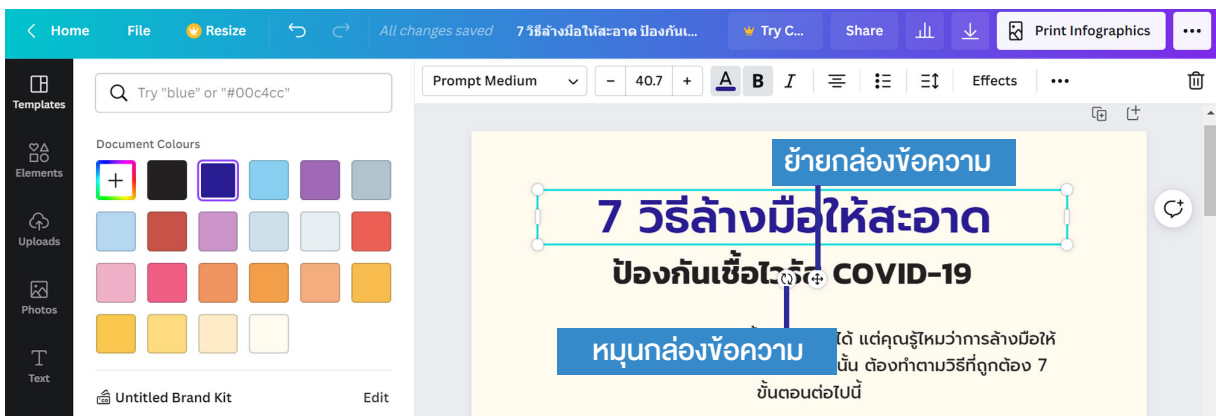 Home File Resize All changes saved 7 วิธีล้างมือให้สะอาด ป้องกันเ... Try C... Share Print Infographics
Templates
Elements
Uploads
Photos
Text
Try "blue" or "#00c4cc"
Document Colours
Untitled Brand Kit Edit
Prompt Medium – 40.7 + A B I Effects
ย้ายกล่องข้อความ
7 วิธีล้างมือให้สะอาด
ป้องกันเชื้อไวรัส COVID-19
หมุนกล่องข้อความ
ได้ แต่คุณรู้ไหมว่าการล้างมือให้
นั้น ต้องทำตามวิธีที่ถูกต้อง 7
ขั้นตอนต่อไปนี้